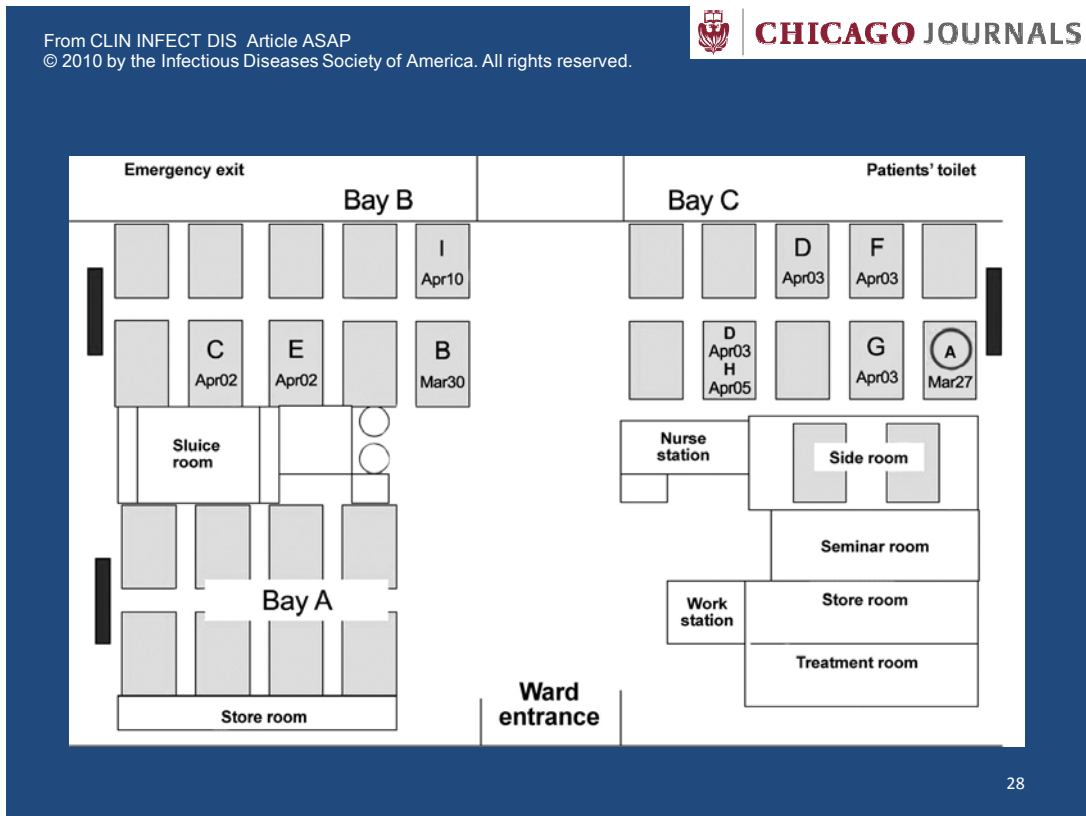 From CLIN INFECT DIS Article ASAP
© 2010 by the Infectious Diseases Society of America. All rights reserved.
CHICAGO JOURNALS
Emergency exit
Patients’ toilet
Bay B
Bay C
I
Apr10
D
Apr03
F
Apr03
C
Apr02
E
Apr02
B
Mar30
D
Apr03
H
Apr05
G
Apr03
A
Mar27
Sluice
room
Nurse
station
Side room
Seminar room
Bay A
Work
station
Store room
Treatment room
Ward
entrance
Store room
28